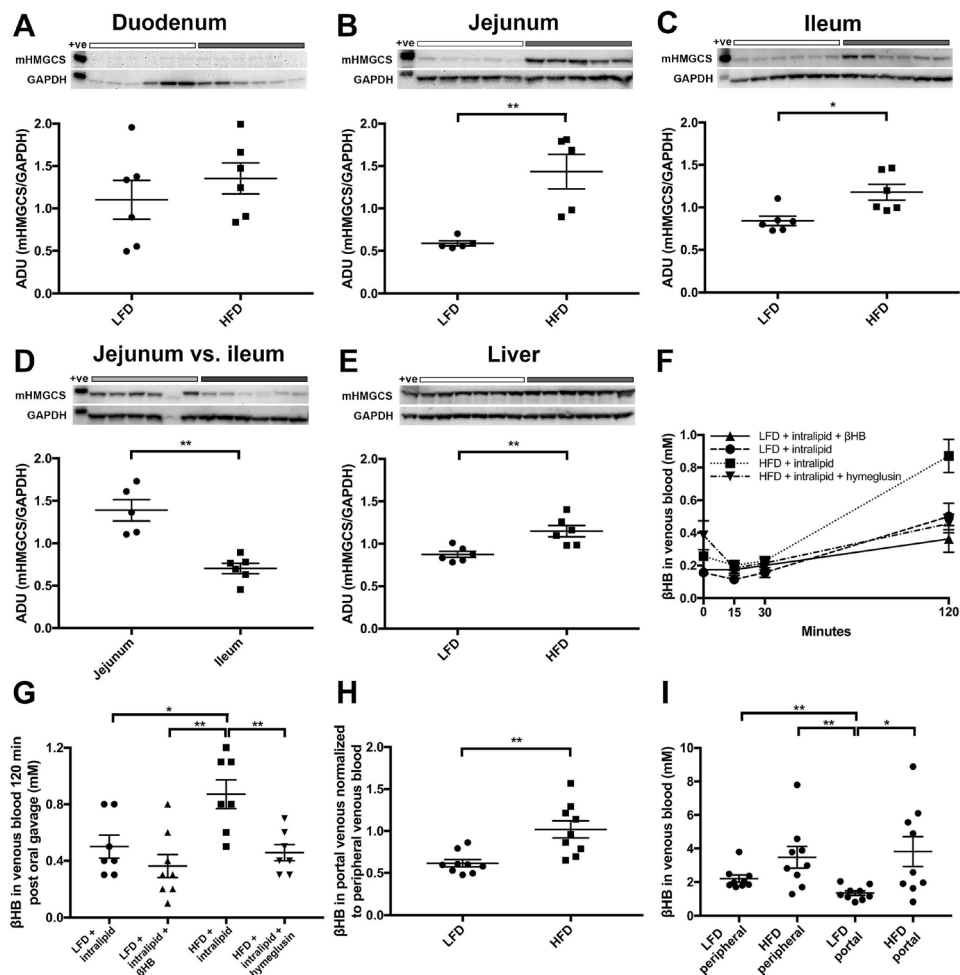 A Duodenum
+ve
mHMGCS
GAPDH
ADU (mHMGCS/GAPDH)
2.0
1.5
1.0
0.5
0.0
LFD
HFD
B Jejunum
+ve
mHMGCS
GAPDH
**
ADU (mHMGCS/GAPDH)
2.0
1.5
1.0
0.5
0.0
LFD
HFD
C Ileum
+ve
mHMGCS
GAPDH
*
ADU (mHMGCS/GAPDH)
2.0
1.5
1.0
0.5
0.0
LFD
HFD
D Jejunum vs. ileum
+ve
mHMGCS
GAPDH
**
ADU (mHMGCS/GAPDH)
2.0
1.5
1.0
0.5
0.0
Jejunum
Ileum
E Liver
+ve
mHMGCS
GAPDH
**
ADU (mHMGCS/GAPDH)
2.0
1.5
1.0
0.5
0.0
LFD
HFD
F
LFD + intralipid + βHB
LFD + intralipid
HFD + intralipid
HFD + intralipid + hymeglusin
βHB in venous blood (mM)
1.0
0.8
0.6
0.4
0.2
0.0
0
15
30
120
Minutes
G
*
**
**
βHB in venous blood 120 min
post oral gavage (mM)
1.2
0.8
0.4
0.0
LFD +
intralipid
LFD +
intralipid +
βHB
HFD +
intralipid
HFD +
intralipid +
hymeglusin
H
**
βHB in portal venous normalized
to peripheral venous blood
2.0
1.5
1.0
0.5
0.0
LFD
HFD
I
**
**
*
βHB in venous blood (mM)
10
8
6
4
2
0
LFD
peripheral
HFD
peripheral
LFD
portal
HFD
portal